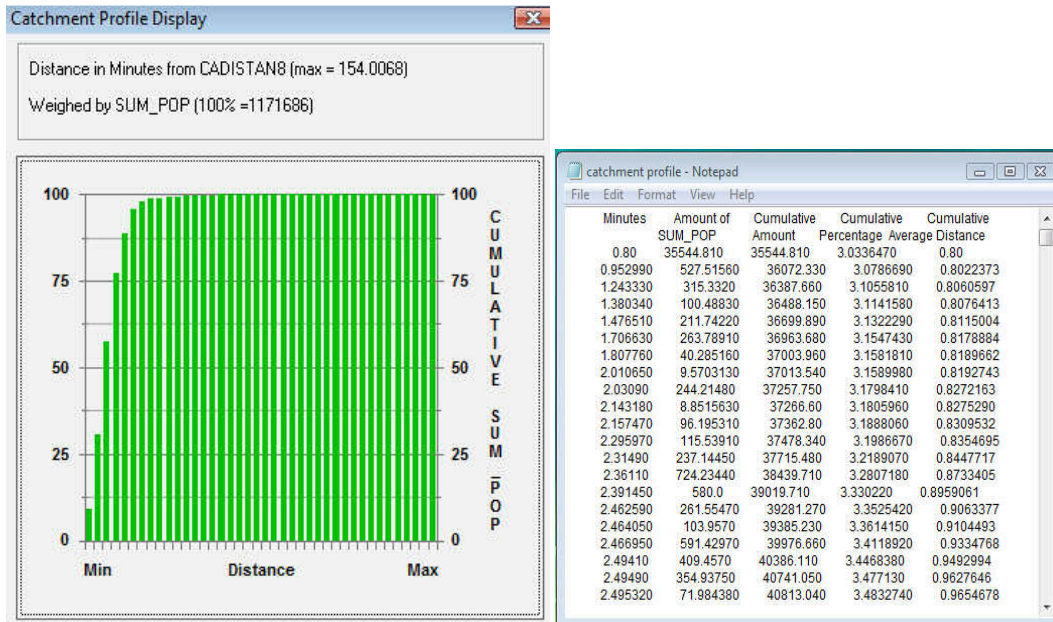 Catchment Profile Display
Distance in Minutes from CADISTAN8 (max = 154.0068)
Weighed by SUM_POP (100% =1171686)
100
75
50
25
0
100
75
50
25
0
CUMULATIVE SUM_POP
Min Distance Max
catchment profile - Notepad
File Edit Format View Help
Minutes Amount of Cumulative Cumulative Cumulative
SUM_POP Amount Percentage Average Distance
0.80 35544.810 35544.810 3.0336470 0.80
0.952990 527.51560 36072.330 3.0786690 0.8022373
1.243330 315.3320 36387.660 3.1055810 0.8060597
1.380340 100.48830 36488.150 3.1141580 0.8076413
1.476510 211.74220 36699.890 3.1322290 0.8115004
1.706630 263.78910 36963.680 3.1547430 0.8178884
1.807760 40.285160 37003.960 3.1581810 0.8189662
2.010650 9.5703130 37013.540 3.1589980 0.8192743
2.03090 244.21480 37257.750 3.1798410 0.8272163
2.143180 8.8515630 37266.60 3.1805960 0.8275290
2.157470 96.195310 37362.80 3.1888060 0.8309532
2.295970 115.53910 37478.340 3.1986670 0.8354695
2.31490 237.14450 37715.480 3.2189070 0.8447717
2.36110 724.23440 38439.710 3.2807180 0.8733405
2.391450 580.0 39019.710 3.330220 0.8959061
2.462590 261.55470 39281.270 3.3525420 0.9063377
2.464050 103.9570 39385.230 3.3614150 0.9104493
2.466950 591.42970 39976.660 3.4118920 0.9334768
2.49410 409.4570 40386.110 3.4468380 0.9492994
2.49490 354.93750 40741.050 3.477130 0.9627646
2.495320 71.984380 40813.040 3.4832740 0.9654678